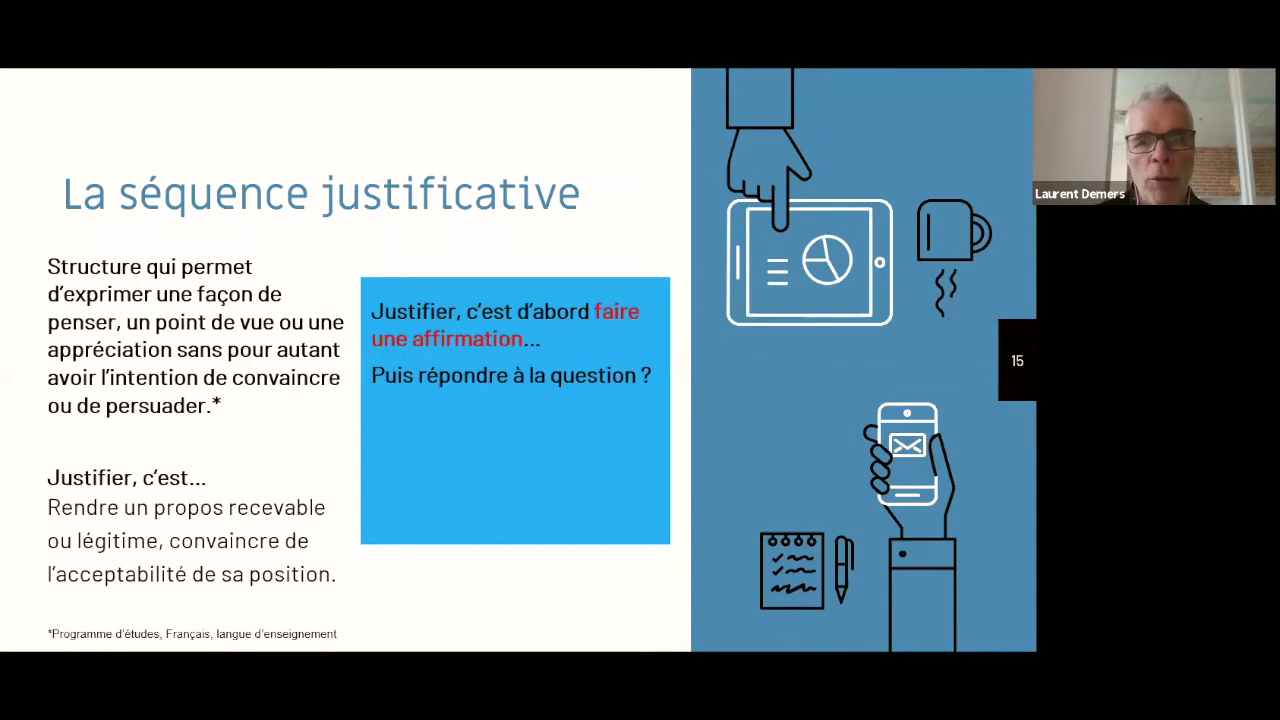 La séquence justificative
Structure qui permet
d’exprimer une façon de
penser, un point de vue ou une
appréciation sans pour autant
avoir l’intention de convaincre
ou de persuader.*
Justifier, c’est...
Rendre un propos recevable
ou légitime, convaincre de
l’acceptabilité de sa position.
*Programme d’études, Français, langue d’enseignement
Justifier, c’est d’abord faire
une affirmation...
Puis répondre à la question ?
15
Laurent Demers